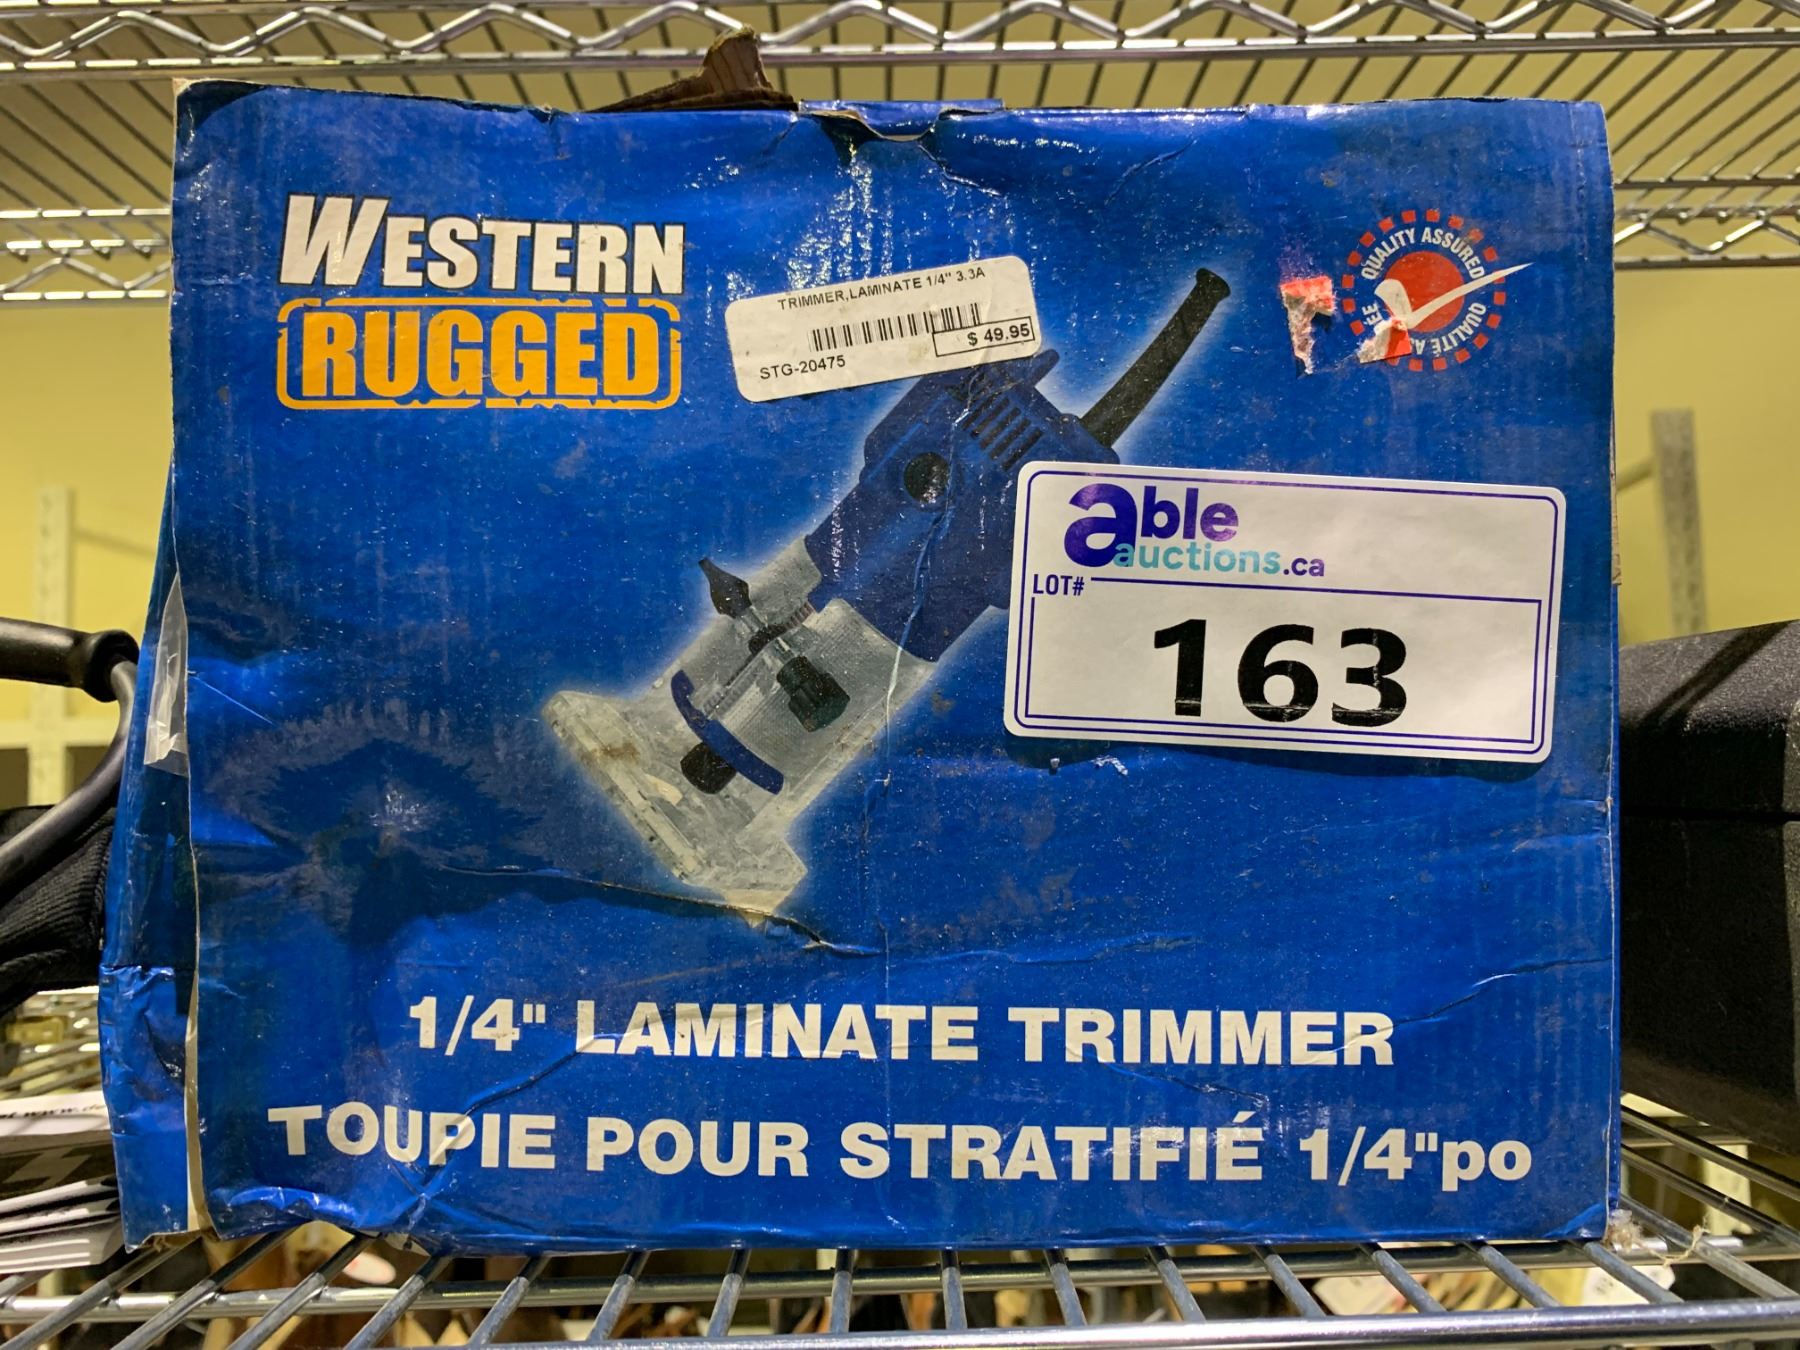 WESTERN
RUGGED
TRIMMER,LAMINATE 1/4" 3.3A
$ 49.95
STG-20475
QUALITY ASSURED
QUALITÉ
able
auctions.ca
LOT#
163
1/4" LAMINATE TRIMMER
TOUPIE POUR STRATIFIÉ 1/4"po